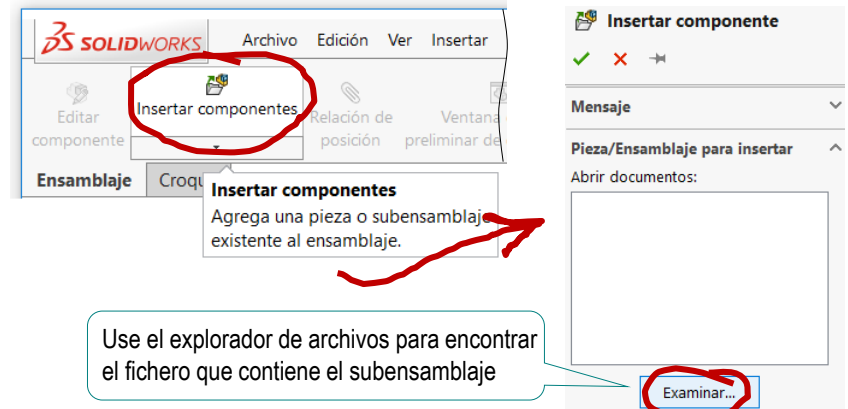 SOLIDWORKS
Archivo Edición Ver Insertar
Editar
componente
Insertar componentes
Relación de
posición
Ventana
preliminar de
Ensamblaje
Croqu
Insertar componentes
Agrega una pieza o subensamblaje
existente al ensamblaje.
Use el explorador de archivos para encontrar
el fichero que contiene el subensamblaje
Insertar componente
Mensaje
Pieza/Ensamblaje para insertar
Abrir documentos:
Examinar...